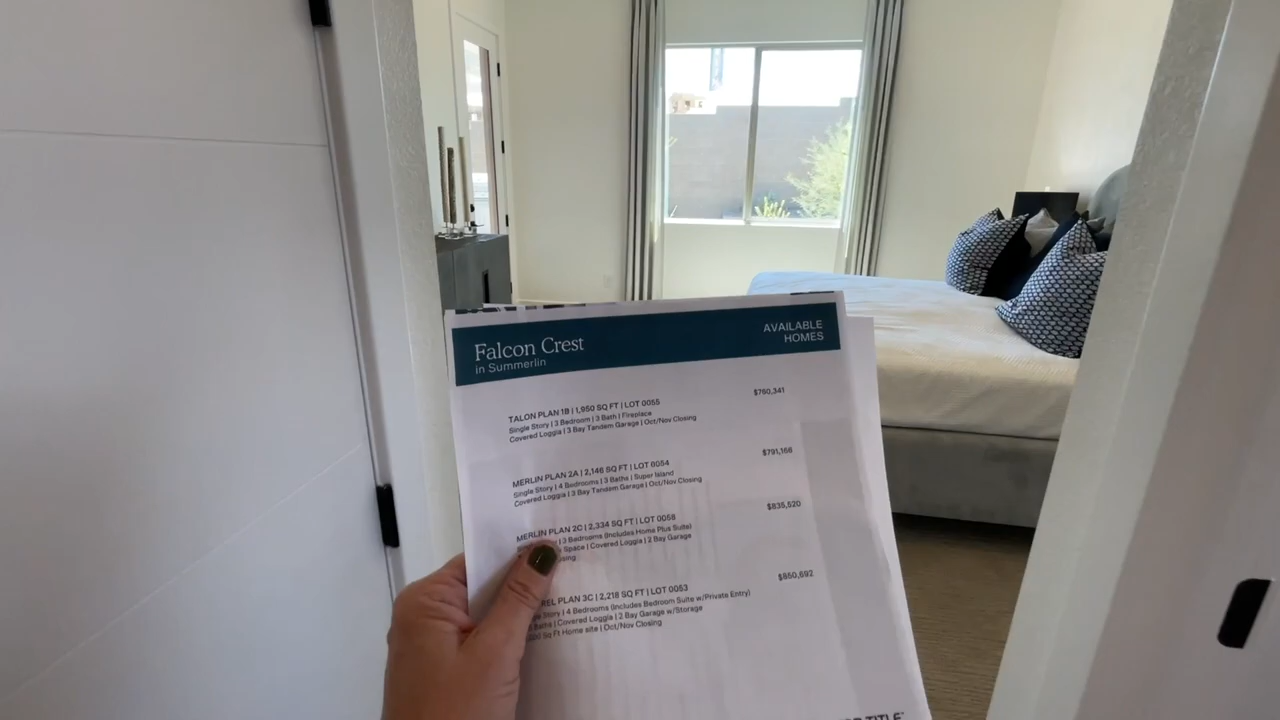 Falcon Crest
in Summerlin
AVAILABLE
HOMES
TALON PLAN 1B | 1,950 SQ FT | LOT 0055
$760,341
Single Story | 3 Bedroom | 3 Bath | Fireplace
Covered Loggia | 3 Bay Tandem Garage | Oct/Nov Closing
MERLIN PLAN 2A | 2,146 SQ FT | LOT 0054
$791,166
Single Story | 4 Bedrooms | 3 Baths | Super Island
Covered Loggia | 3 Bay Tandem Garage | Oct/Nov Closing
MERLIN PLAN 2C | 2,334 SQ FT | LOT 0056
$835,520
| 3 Bedrooms (Includes Home Plus Suite)
Space | Covered Loggia | 2 Bay Garage
REL PLAN 3C | 2,218 SQ FT | LOT 0053
$850,692
Story | 4 Bedrooms (Includes Bedroom Suite w/Private Entry)
Baths | Covered Loggia | 2 Bay Garage w/Storage
Sq Ft Home site | Oct/Nov Closing
TITLE